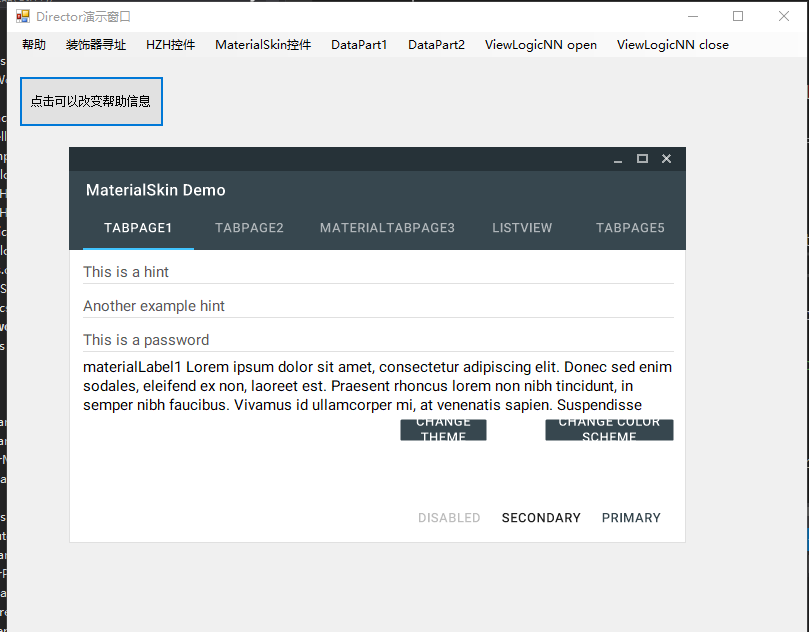 Director演示窗口
帮助 装饰器寻址 HZH控件 MaterialSkin控件 DataPart1 DataPart2 ViewLogicNN open ViewLogicNN close
点击可以改变帮助信息
MaterialSkin Demo
TABPAGE1 TABPAGE2 MATERIALTABPAGE3 LISTVIEW TABPAGE5
This is a hint
Another example hint
This is a password
materialLabel1 Lorem ipsum dolor sit amet, consectetur adipiscing elit. Donec sed enim
sodales, eleifend ex non, laoreet est. Praesent rhoncus lorem non nibh tincidunt, in
semper nibh faucibus. Vivamus id ullamcorper mi, at venenatis sapien. Suspendisse
CHANGE THEME CHANGE COLOR SCHEME
DISABLED SECONDARY PRIMARY